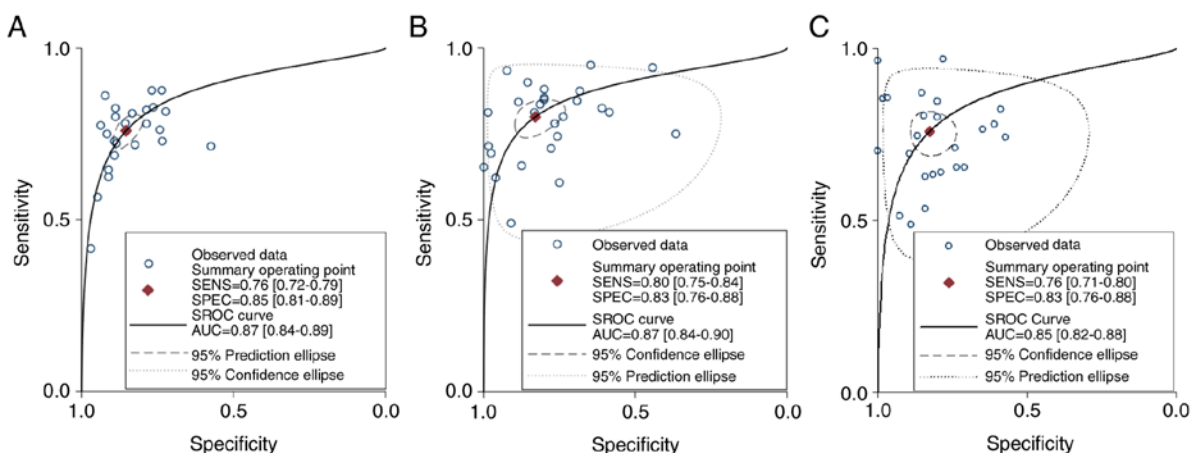 A
1.0
0.5
0.0
Sensitivity
Observed data
Summary operating point
SENS=0.76 [0.72-0.79]
SPEC=0.85 [0.81-0.89]
SROC curve
AUC=0.87 [0.84-0.89]
95% Prediction ellipse
95% Confidence ellipse
1.0
0.5
0.0
Specificity
B
1.0
0.5
0.0
Sensitivity
Observed data
Summary operating point
SENS=0.80 [0.75-0.84]
SPEC=0.83 [0.76-0.88]
SROC curve
AUC=0.87 [0.84-0.90]
95% Confidence ellipse
95% Prediction ellipse
1.0
0.5
0.0
Specificity
C
1.0
0.5
0.0
Sensitivity
Observed data
Summary operating point
SENS=0.76 [0.71-0.80]
SPEC=0.83 [0.76-0.88]
SROC Curve
AUC=0.85 [0.82-0.88]
95% Confidence ellipse
95% Prediction ellipse
1.0
0.5
0.0
Specificity